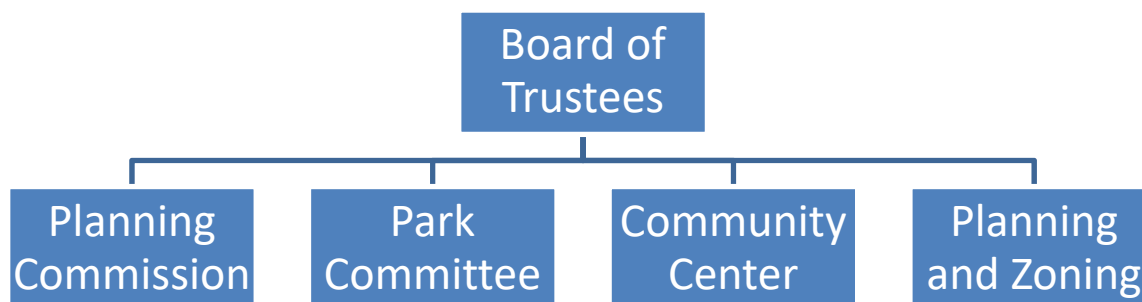 Board of
Trustees
Planning
Commission
Park
Committee
Community
Center
Planning
and Zoning